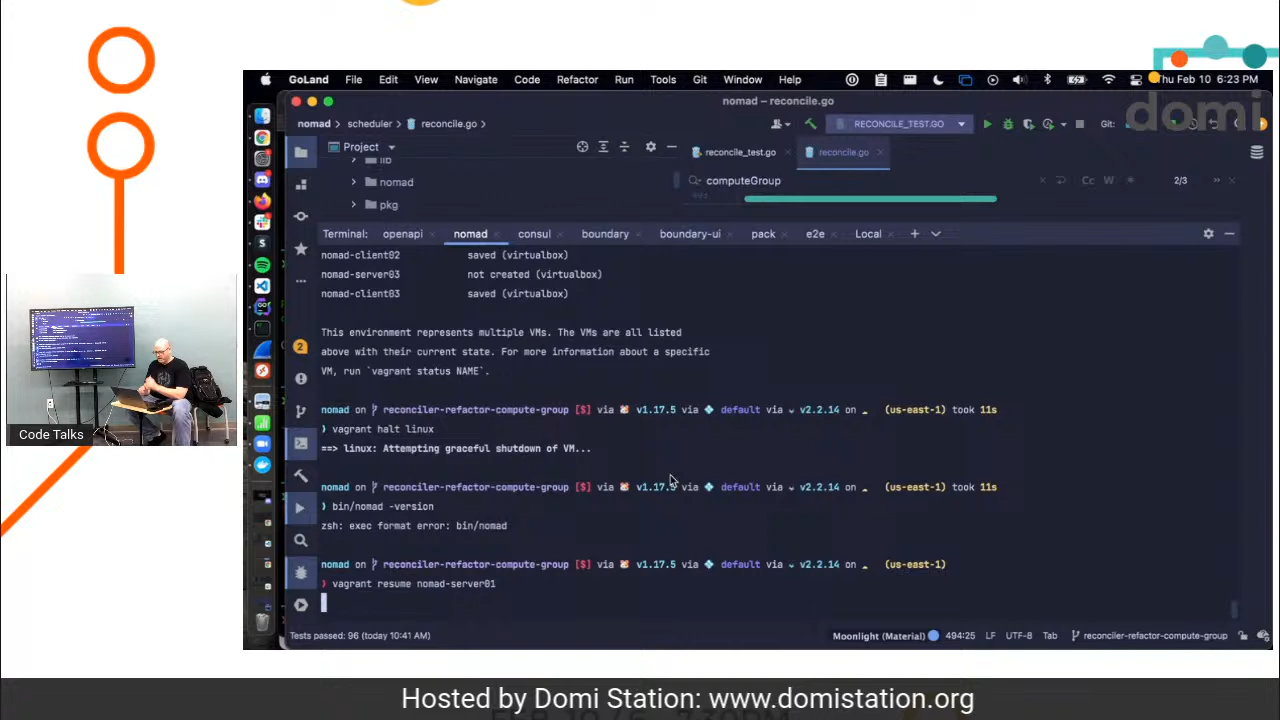 GoLand File Edit View Navigate Code Refactor Run Tools Git Window Help Thu Feb 10 6:23 PM
nomad – reconcile.go
domi
nomad scheduler reconcile.go RECONCILE_TEST.GO Git:
Project reconcile_test.go reconcile.go
lib
nomad computeGroup Cc W 2/3
pkg 493
Terminal: openapi nomad consul boundary boundary-ui pack e2e Local
nomad-client02 saved (virtualbox)
nomad-server03 not created (virtualbox)
nomad-client03 saved (virtualbox)
This environment represents multiple VMs. The VMs are all listed
above with their current state. For more information about a specific
VM, run `vagrant status NAME`.
nomad on reconciler-refactor-compute-group [$] via v1.17.5 via default via v2.2.14 on (us-east-1) took 11s
❯ vagrant halt linux
==> linux: Attempting graceful shutdown of VM...
nomad on reconciler-refactor-compute-group [$] via v1.17.5 via default via v2.2.14 on (us-east-1) took 11s
❯ bin/nomad -version
zsh: exec format error: bin/nomad
nomad on reconciler-refactor-compute-group [$] via v1.17.5 via default via v2.2.14 on (us-east-1)
❯ vagrant resume nomad-server01
2
Tests passed: 96 (today 10:41 AM) Moonlight (Material) 494:25 LF UTF-8 Tab reconciler-refactor-compute-group
Code Talks
Hosted by Domi Station: www.domistation.org